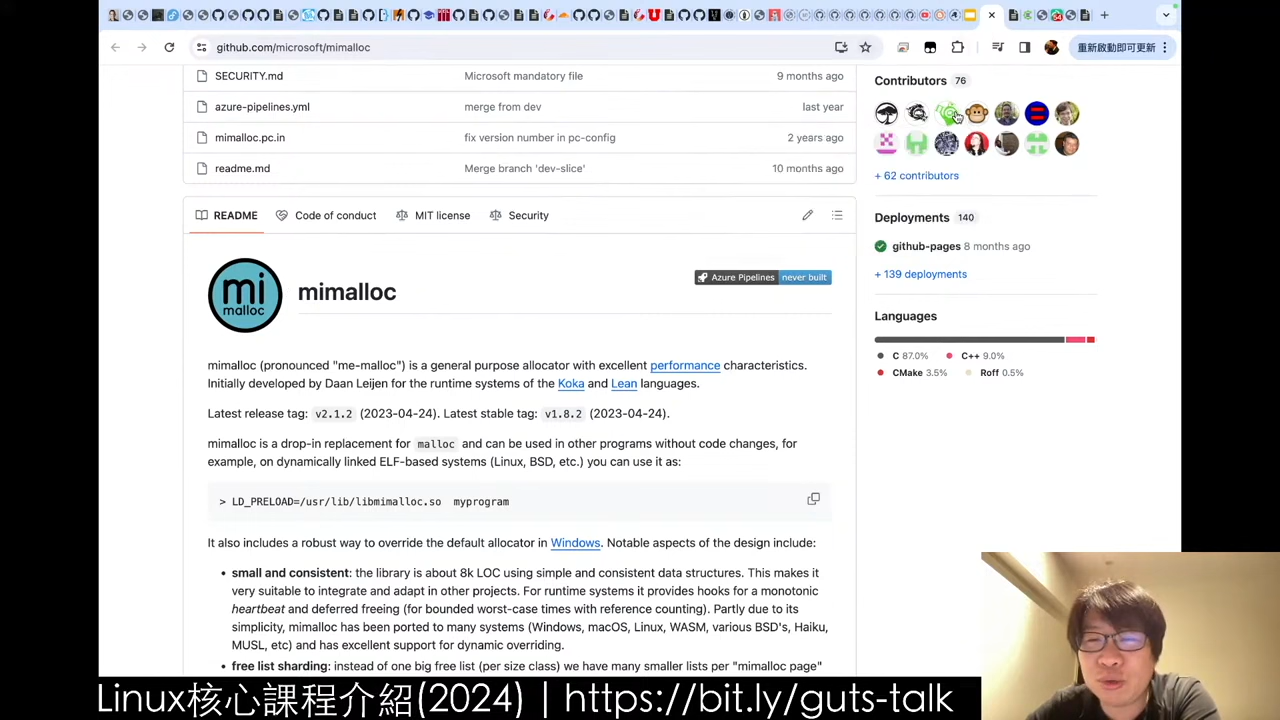 github.com/microsoft/mimalloc
重新啟動即可更新
SECURITY.md Microsoft mandatory file 9 months ago
azure-pipelines.yml merge from dev last year
mimalloc.pc.in fix version number in pc-config 2 years ago
readme.md Merge branch 'dev-slice' 10 months ago
README Code of conduct MIT license Security
mi
malloc
mimalloc
Azure Pipelines never built
mimalloc (pronounced "me-malloc") is a general purpose allocator with excellent performance characteristics.
Initially developed by Daan Leijen for the runtime systems of the Koka and Lean languages.
Latest release tag: v2.1.2 (2023-04-24). Latest stable tag: v1.8.2 (2023-04-24).
mimalloc is a drop-in replacement for malloc and can be used in other programs without code changes, for
example, on dynamically linked ELF-based systems (Linux, BSD, etc.) you can use it as:
> LD_PRELOAD=/usr/lib/libmimalloc.so myprogram
It also includes a robust way to override the default allocator in Windows. Notable aspects of the design include:
• small and consistent: the library is about 8k LOC using simple and consistent data structures. This makes it
very suitable to integrate and adapt in other projects. For runtime systems it provides hooks for a monotonic
heartbeat and deferred freeing (for bounded worst-case times with reference counting). Partly due to its
simplicity, mimalloc has been ported to many systems (Windows, macOS, Linux, WASM, various BSD's, Haiku,
MUSL, etc) and has excellent support for dynamic overriding.
• free list sharding: instead of one big free list (per size class) we have many smaller lists per "mimalloc page"
Contributors 76
+ 62 contributors
Deployments 140
github-pages 8 months ago
+ 139 deployments
Languages
C 87.0% C++ 9.0%
CMake 3.5% Roff 0.5%
Linux核心課程介紹(2024) | https://bit.ly/guts-talk